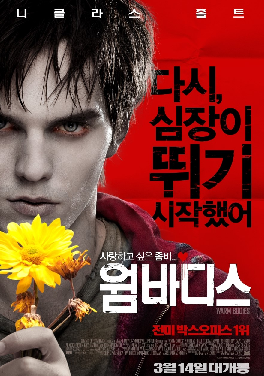 니콜라스 홀트
다시,
심장이
뛰기
시작했어
사랑하고 싶은 좀비...
웜바디스
WARM BODIES
전미 박스오피스 1위
3월 14일 대개봉